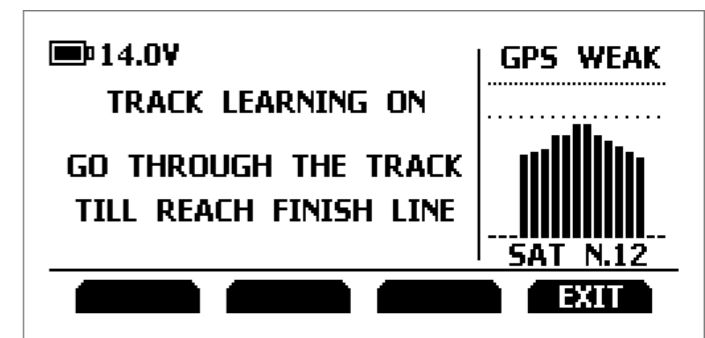 14.0V
GPS WEAK
TRACK LEARNING ON
GO THROUGH THE TRACK
TILL REACH FINISH LINE
SAT N.12
EXIT